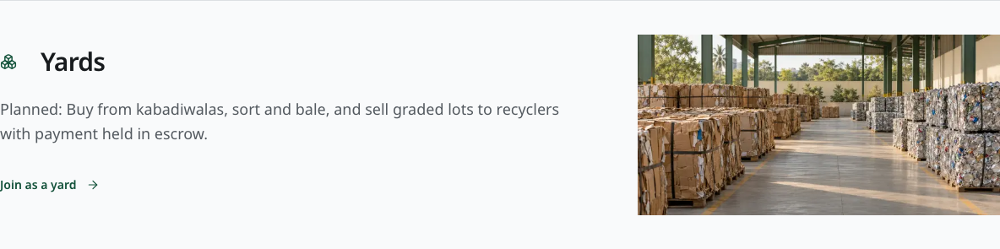 Yards
Planned: Buy from kabadiwalas, sort and bale, and sell graded lots to recyclers
with payment held in escrow.
Join as a yard